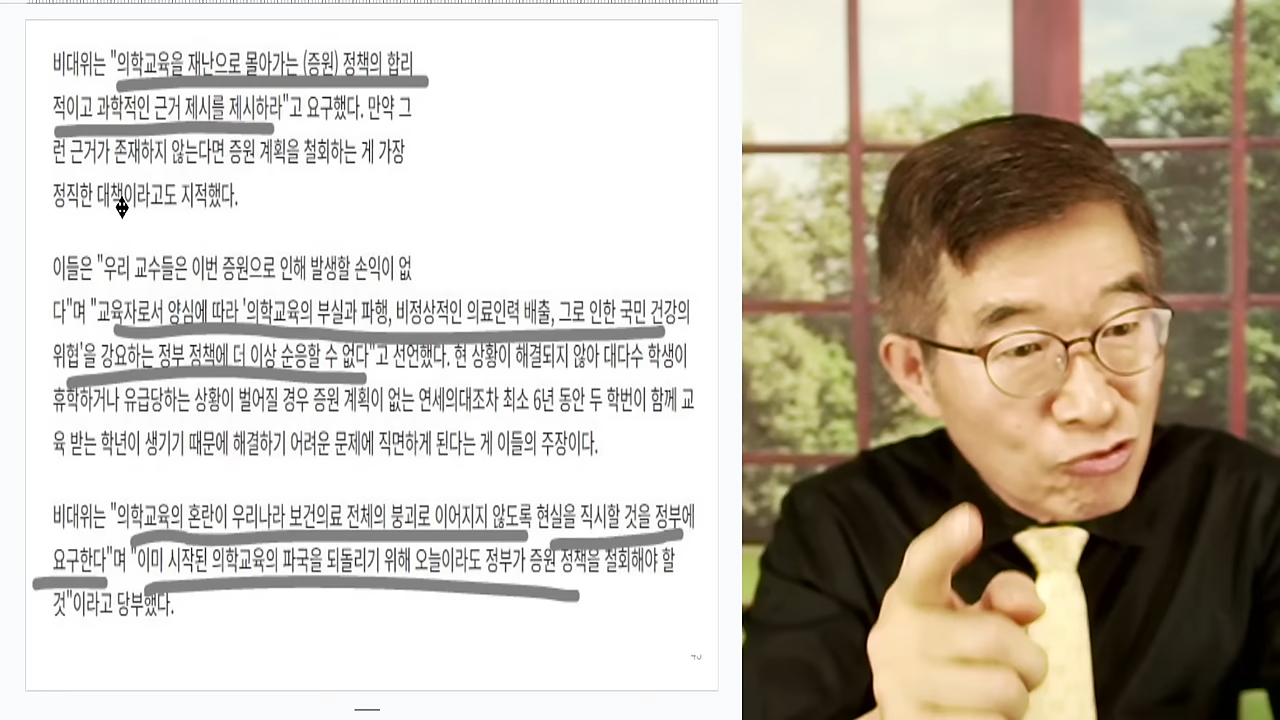 비대위는 "의학교육을 재난으로 몰아가는 (증원) 정책의 합리
적이고 과학적인 근거 제시를 제시하라"고 요구했다. 만약 그
런 근거가 존재하지 않는다면 증원 계획을 철회하는 게 가장
정직한 대책이라고도 지적했다.
이들은 "우리 교수들은 이번 증원으로 인해 발생할 손익이 없
다"며 "교육자로서 양심에 따라 '의학교육의 부실과 파행, 비정상적인 의료인력 배출, 그로 인한 국민 건강의
위협'을 강요하는 정부 정책에 더 이상 순응할 수 없다"고 선언했다. 현 상황이 해결되지 않아 대다수 학생이
휴학하거나 유급당하는 상황이 벌어질 경우 증원 계획이 없는 연세의대조차 최소 6년 동안 두 학번이 함께 교
육 받는 학년이 생기기 때문에 해결하기 어려운 문제에 직면하게 된다는 게 이들의 주장이다.
비대위는 "의학교육의 혼란이 우리나라 보건의료 전체의 붕괴로 이어지지 않도록 현실을 직시할 것을 정부에
요구한다"며 "이미 시작된 의학교육의 파국을 되돌리기 위해 오늘이라도 정부가 증원 정책을 철회해야 할
것"이라고 당부했다.